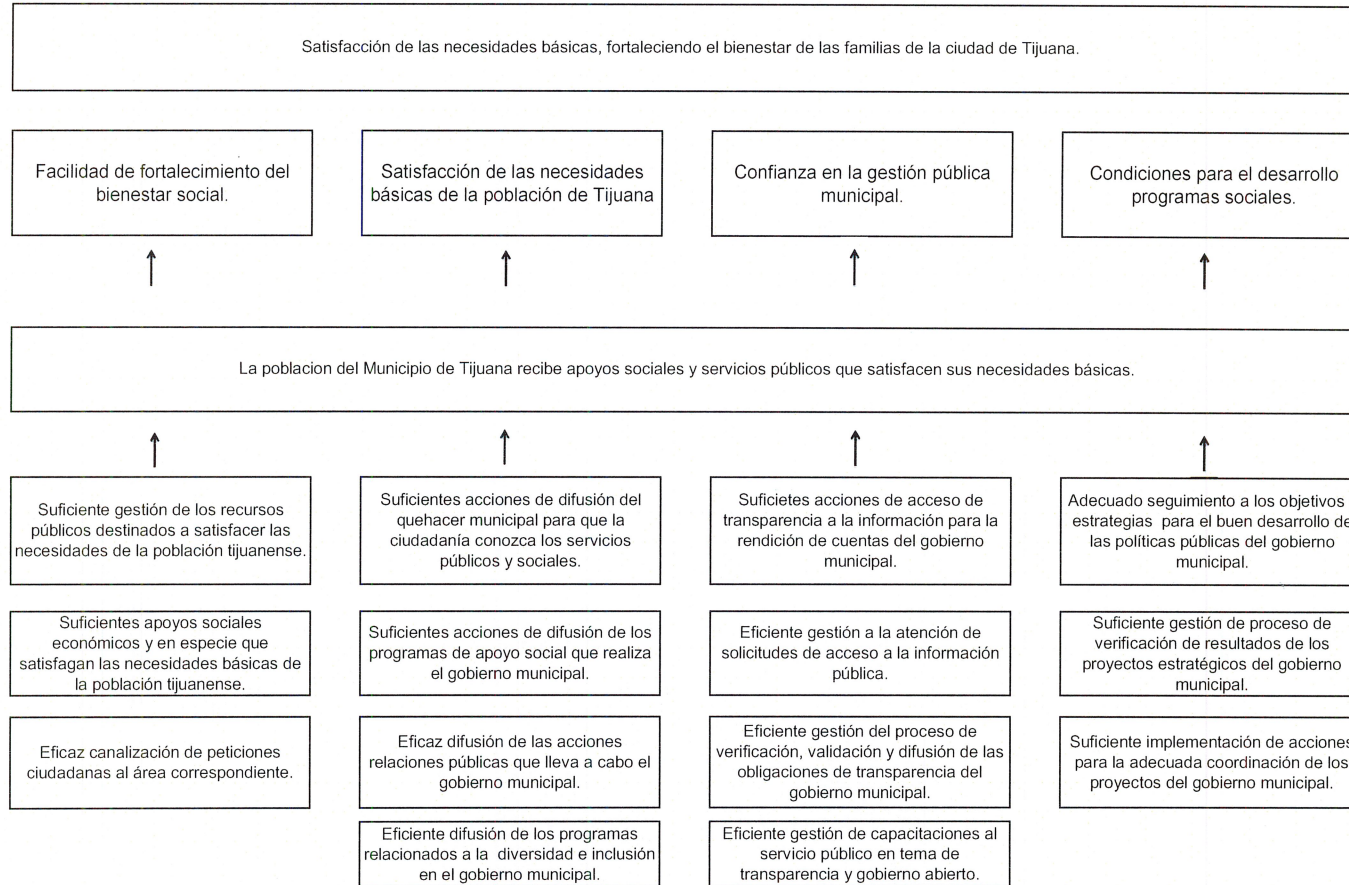 Satisfacción de las necesidades básicas, fortaleciendo el bienestar de las familias de la ciudad de Tijuana.
Facilidad de fortalecimiento del
bienestar social.
Satisfacción de las necesidades
básicas de la población de Tijuana
Confianza en la gestión pública
municipal.
Condiciones para el desarrollo
programas sociales.
La poblacion del Municipio de Tijuana recibe apoyos sociales y servicios públicos que satisfacen sus necesidades básicas.
Suficiente gestión de los recursos
públicos destinados a satisfacer las
necesidades de la población tijuanense.
Suficientes acciones de difusión del
quehacer municipal para que la
ciudadanía conozca los servicios
públicos y sociales.
Suficietes acciones de acceso de
transparencia a la información para la
rendición de cuentas del gobierno
municipal.
Adecuado seguimiento a los objetivos
estrategias para el buen desarrollo de
las políticas públicas del gobierno
municipal.
Suficientes apoyos sociales
económicos y en especie que
satisfagan las necesidades básicas de
la población tijuanense.
Suficientes acciones de difusión de los
programas de apoyo social que realiza
el gobierno municipal.
Eficiente gestión a la atención de
solicitudes de acceso a la información
pública.
Suficiente gestión de proceso de
verificación de resultados de los
proyectos estratégicos del gobierno
municipal.
Eficaz canalización de peticiones
ciudadanas al área correspondiente.
Eficaz difusión de las acciones
relaciones públicas que lleva a cabo el
gobierno municipal.
Eficiente gestión del proceso de
verificación, validación y difusión de las
obligaciones de transparencia del
gobierno municipal.
Suficiente implementación de acciones
para la adecuada coordinación de los
proyectos del gobierno municipal.
Eficiente difusión de los programas
relacionados a la diversidad e inclusión
en el gobierno municipal.
Eficiente gestión de capacitaciones al
servicio público en tema de
transparencia y gobierno abierto.